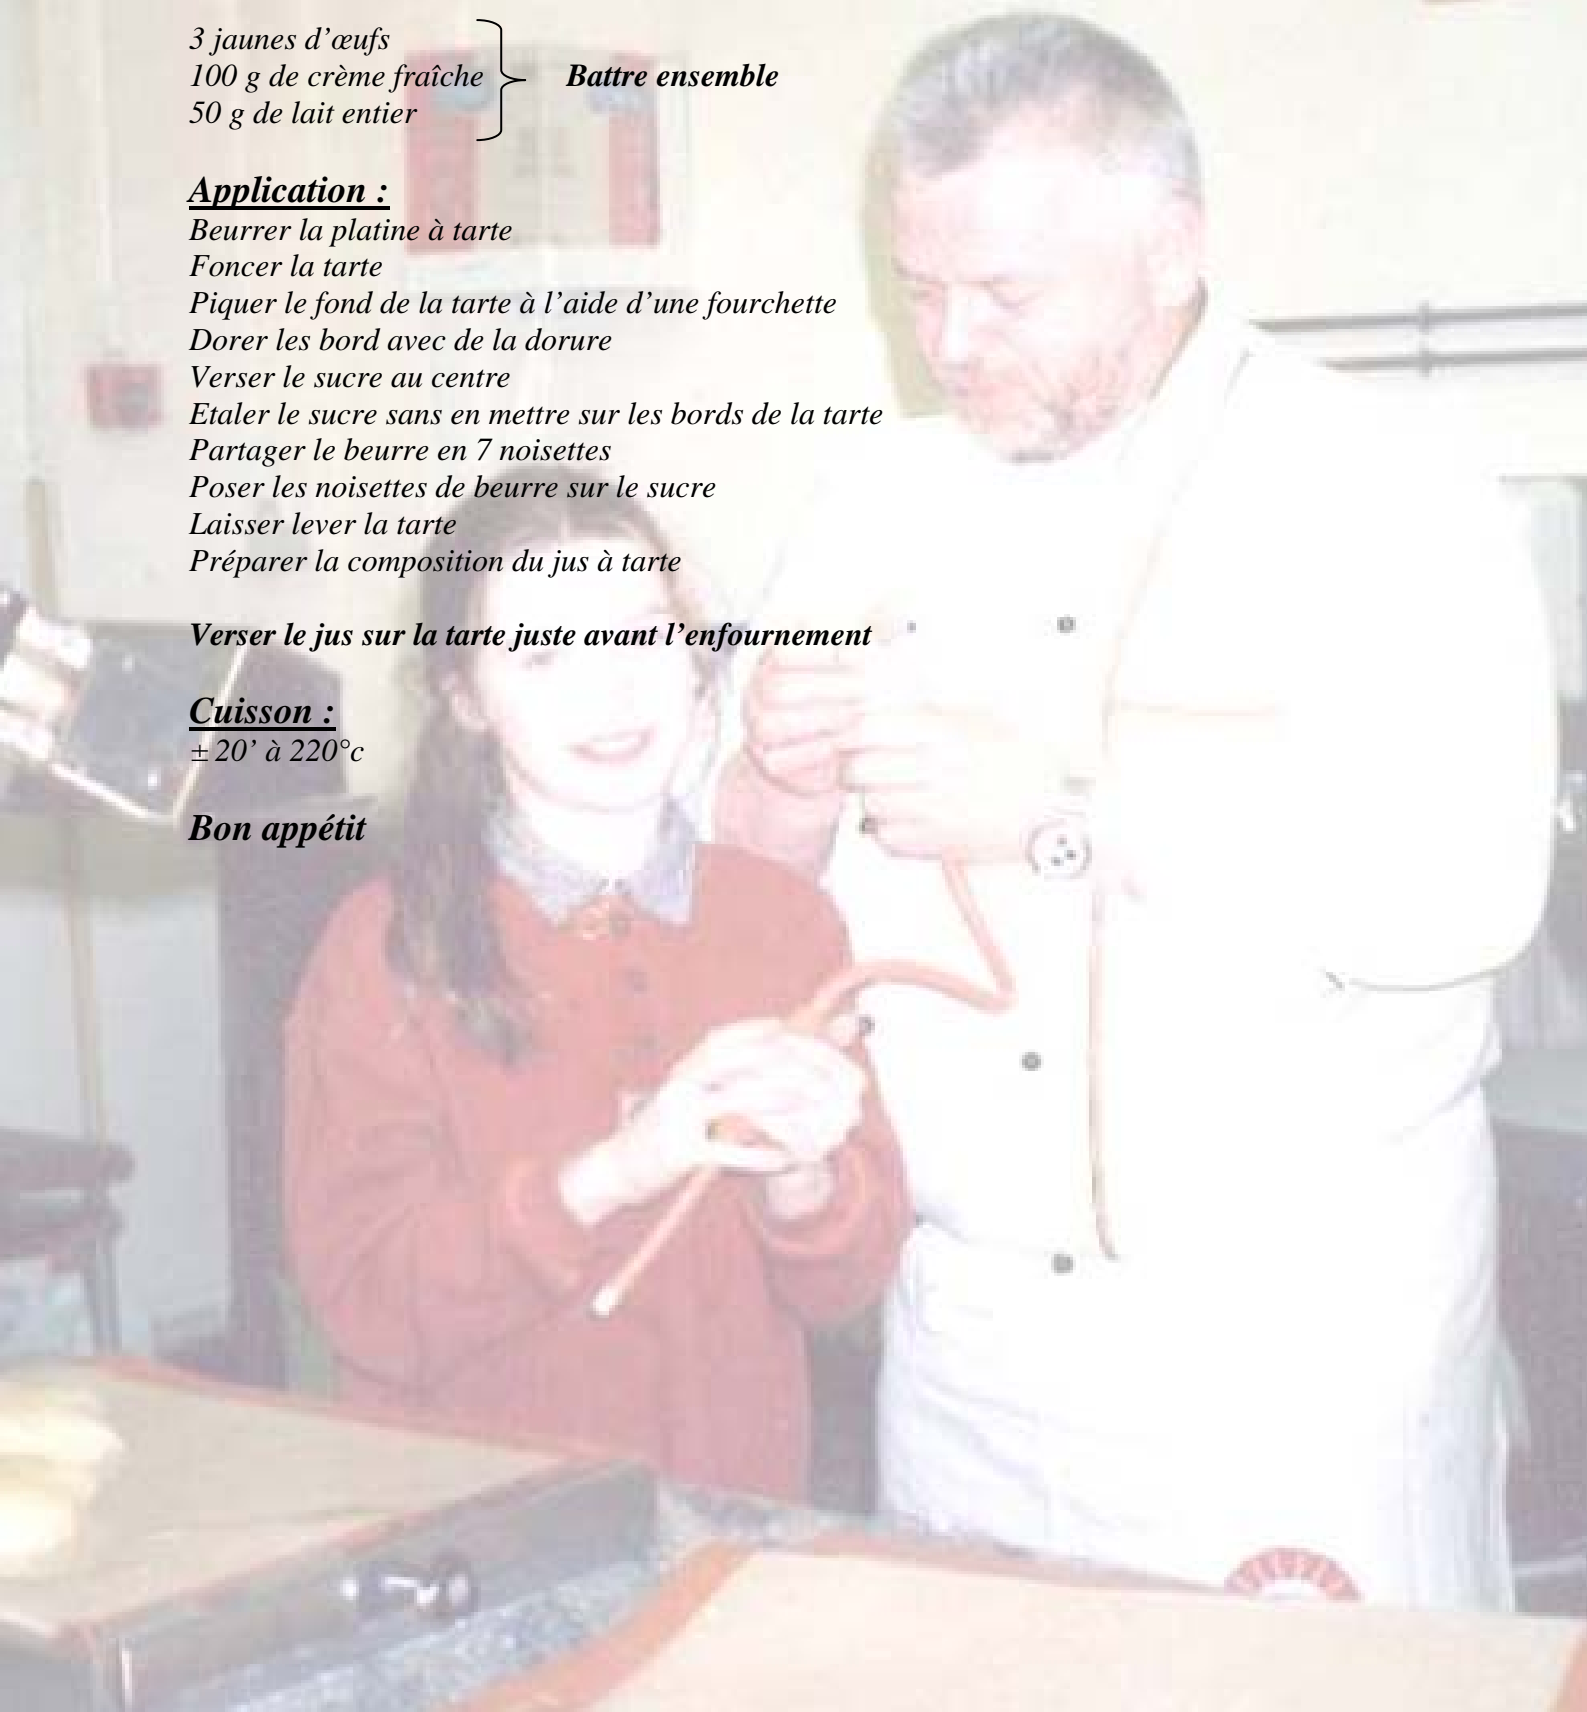 3 jaunes d’œufs
100 g de crème fraîche
Battre ensemble
50 g de lait entier
Application :
Beurrer la platine à tarte
Foncer la tarte
Piquer le fond de la tarte à l’aide d’une fourchette
Dorer les bord avec de la dorure
Verser le sucre au centre
Etaler le sucre sans en mettre sur les bords de la tarte
Partager le beurre en 7 noisettes
Poser les noisettes de beurre sur le sucre
Laisser lever la tarte
Préparer la composition du jus à tarte
Verser le jus sur la tarte juste avant l’enfournement
Cuisson :
± 20’ à 220°c
Bon appétit